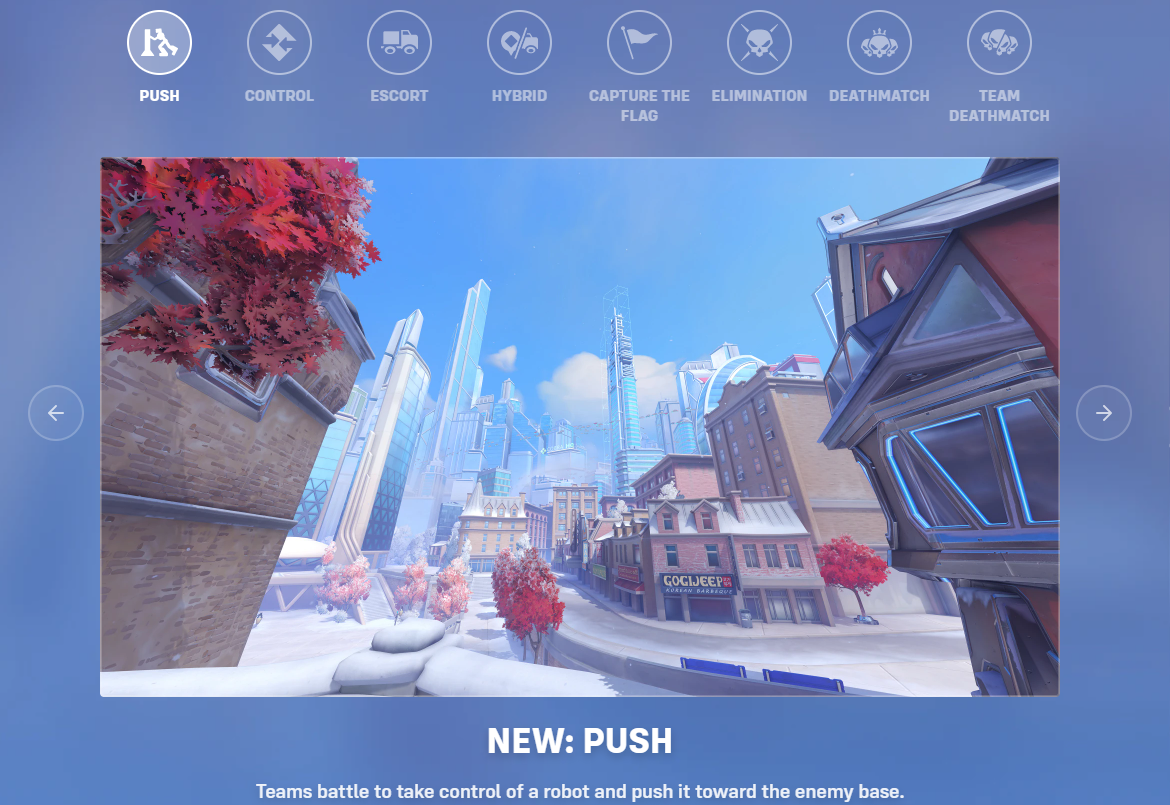 PUSH
CONTROL
ESCORT
HYBRID
CAPTURE THE
FLAG
ELIMINATION
DEATHMATCH
TEAM
DEATHMATCH
GOGIJEEP
KOREAN BARBEQUE
NEW: PUSH
Teams battle to take control of a robot and push it toward the enemy base.